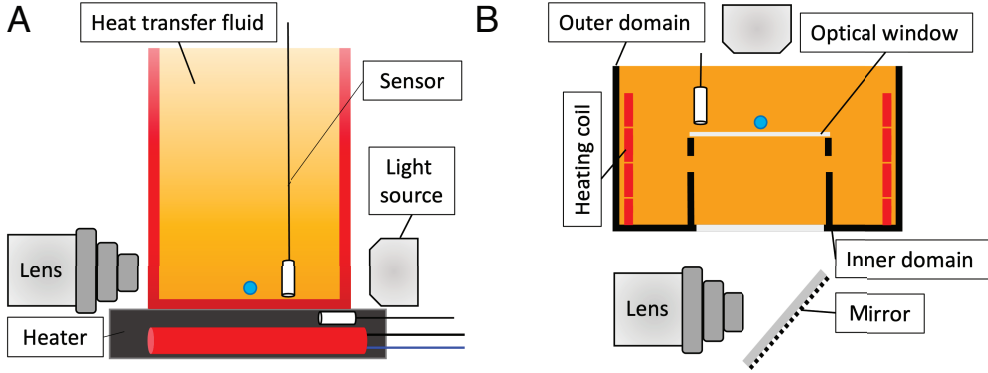 A
Heat transfer fluid
Sensor
Light
source
Lens
Heater
B
Outer domain
Optical window
Heating coil
Inner domain
Lens
Mirror